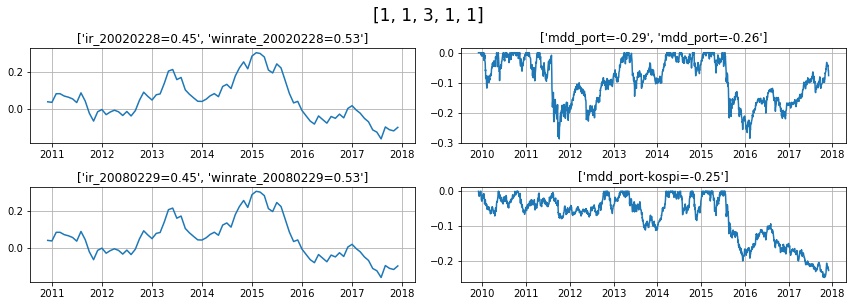 [1, 1, 3, 1, 1]
['ir_20020228=0.45', 'winrate_20020228=0.53']
0.2
0.0
2011 2012 2013 2014 2015 2016 2017 2018
['mdd_port=-0.29', 'mdd_port=-0.26']
0.0
−0.1
−0.2
−0.3
2010 2011 2012 2013 2014 2015 2016 2017 2018
['ir_20080229=0.45', 'winrate_20080229=0.53']
0.2
0.0
2011 2012 2013 2014 2015 2016 2017 2018
['mdd_port-kospi=-0.25']
0.0
−0.1
−0.2
2010 2011 2012 2013 2014 2015 2016 2017 2018